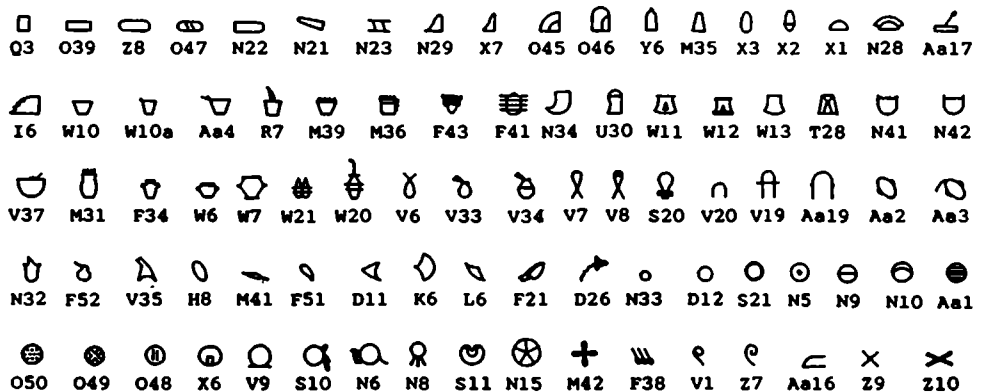 Q3 O39 Z8 O47 N22 N21 N23 N29 X7 O45 O46 Y6 M35 X3 X2 X1 N28 Aa17
I6 W10 W10a Aa4 R7 M39 M36 F43 F41 N34 U30 W11 W12 W13 T28 N41 N42
V37 M31 F34 W6 W7 W21 W20 V6 V33 V34 V7 V8 S20 V20 V19 Aa19 Aa2 Aa3
N32 F52 V35 H8 M41 F51 D11 K6 L6 F21 D26 N33 D12 S21 N5 N9 N10 Aa1
O50 O49 O48 X6 V9 S10 N6 N8 S11 N15 M42 F38 V1 Z7 Aa16 Z9 Z10